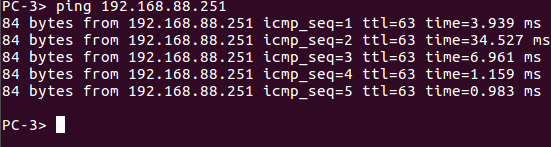 PC-3> ping 192.168.88.251
84 bytes from 192.168.88.251 icmp_seq=1 ttl=63 time=3.939 ms
84 bytes from 192.168.88.251 icmp_seq=2 ttl=63 time=34.527 ms
84 bytes from 192.168.88.251 icmp_seq=3 ttl=63 time=6.961 ms
84 bytes from 192.168.88.251 icmp_seq=4 ttl=63 time=1.159 ms
84 bytes from 192.168.88.251 icmp_seq=5 ttl=63 time=0.983 ms
PC-3>